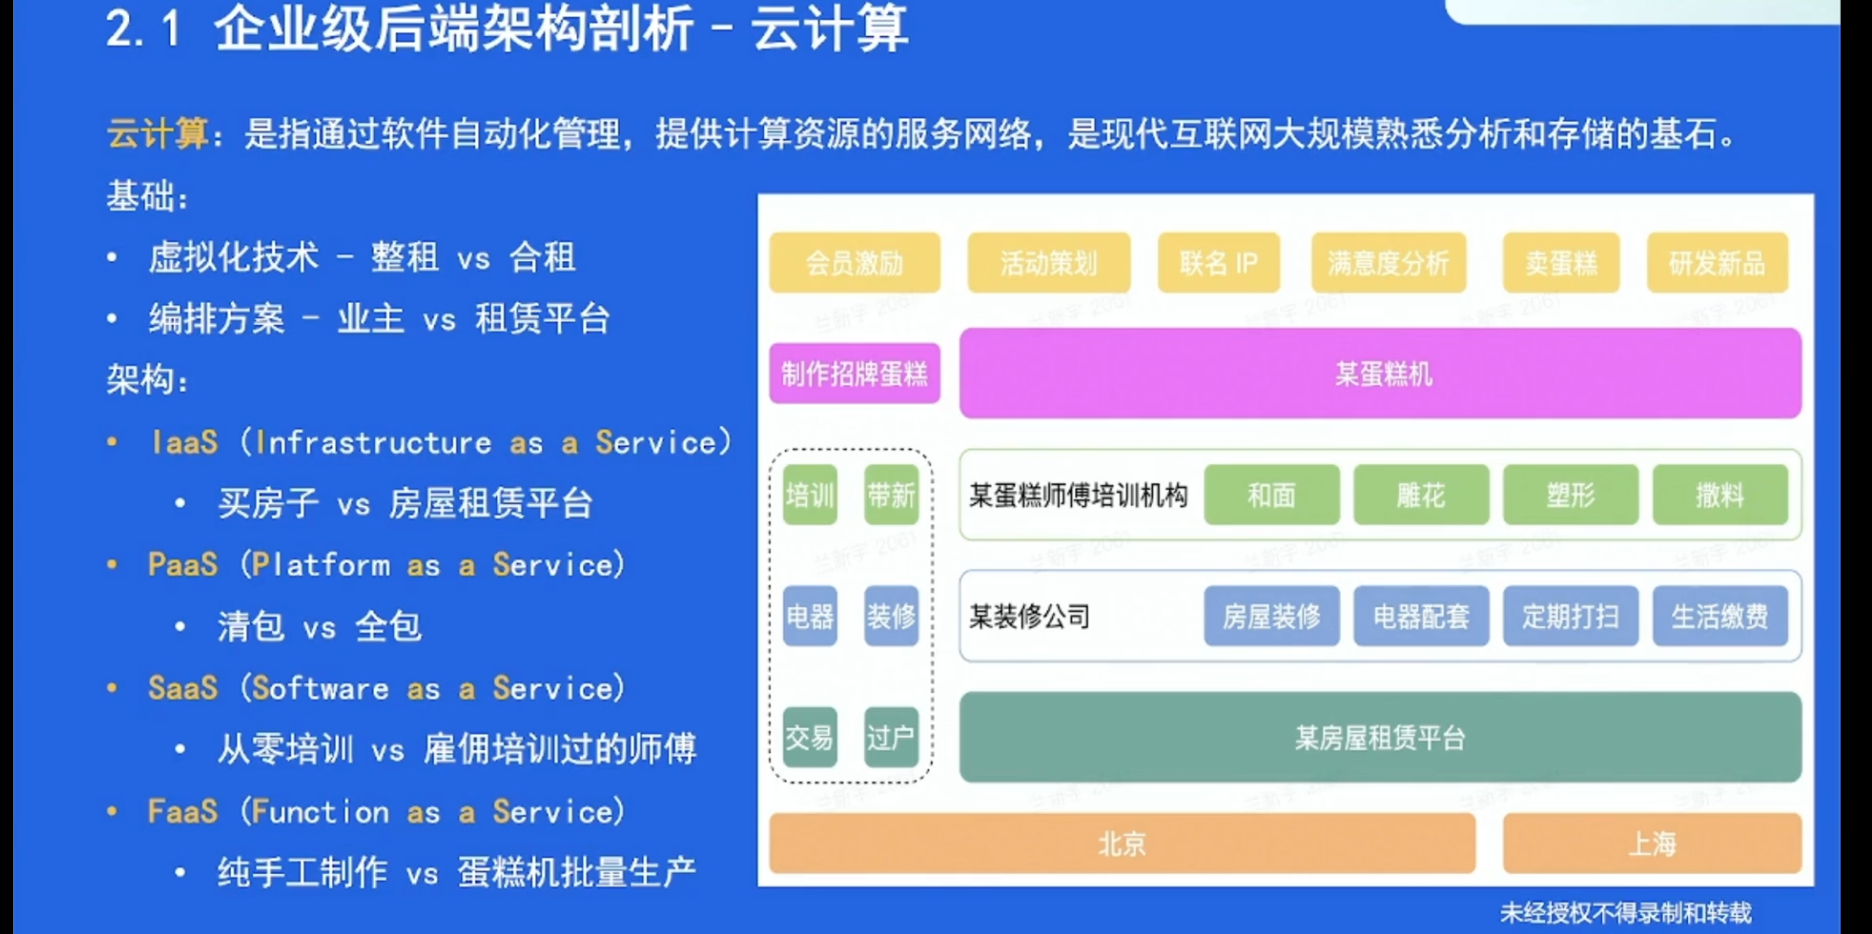 2.1 企业级后端架构剖析 - 云计算
云计算：是指通过软件自动化管理，提供计算资源的服务网络，是现代互联网大规模熟悉分析和存储的基石。
基础：
• 虚拟化技术 - 整租 vs 合租
• 编排方案 - 业主 vs 租赁平台
架构：
• IaaS（Infrastructure as a Service）
• 买房子 vs 房屋租赁平台
• PaaS（Platform as a Service）
• 清包 vs 全包
• SaaS（Software as a Service）
• 从零培训 vs 雇佣培训过的师傅
• FaaS（Function as a Service）
• 纯手工制作 vs 蛋糕机批量生产
会员激励 活动策划 联名 IP 满意度分析 卖蛋糕 研发新品
制作招牌蛋糕 某蛋糕机
培训 带新 某蛋糕师傅培训机构 和面 雕花 塑形 撒料
电器 装修 某装修公司 房屋装修 电器配套 定期打扫 生活缴费
交易 过户 某房屋租赁平台
北京 上海
未经授权不得录制和转载